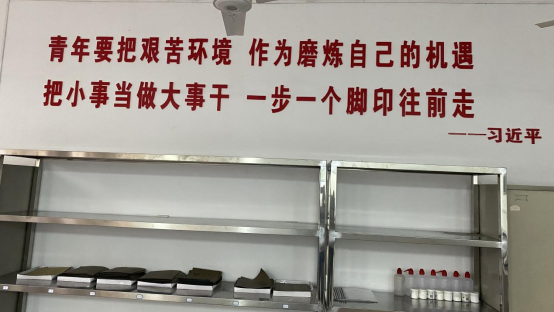 青年要把艰苦环境 作为磨炼自己的机遇
把小事当做大事干 一步一个脚印往前走
——习近平